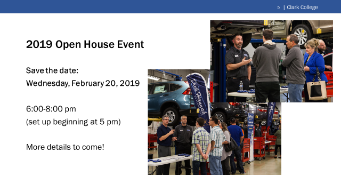 > | Clark College
2019 Open House Event
Save the date:
Wednesday, February 20, 2019
6:00-8:00 pm
(set up beginning at 5 pm)
More details to come!